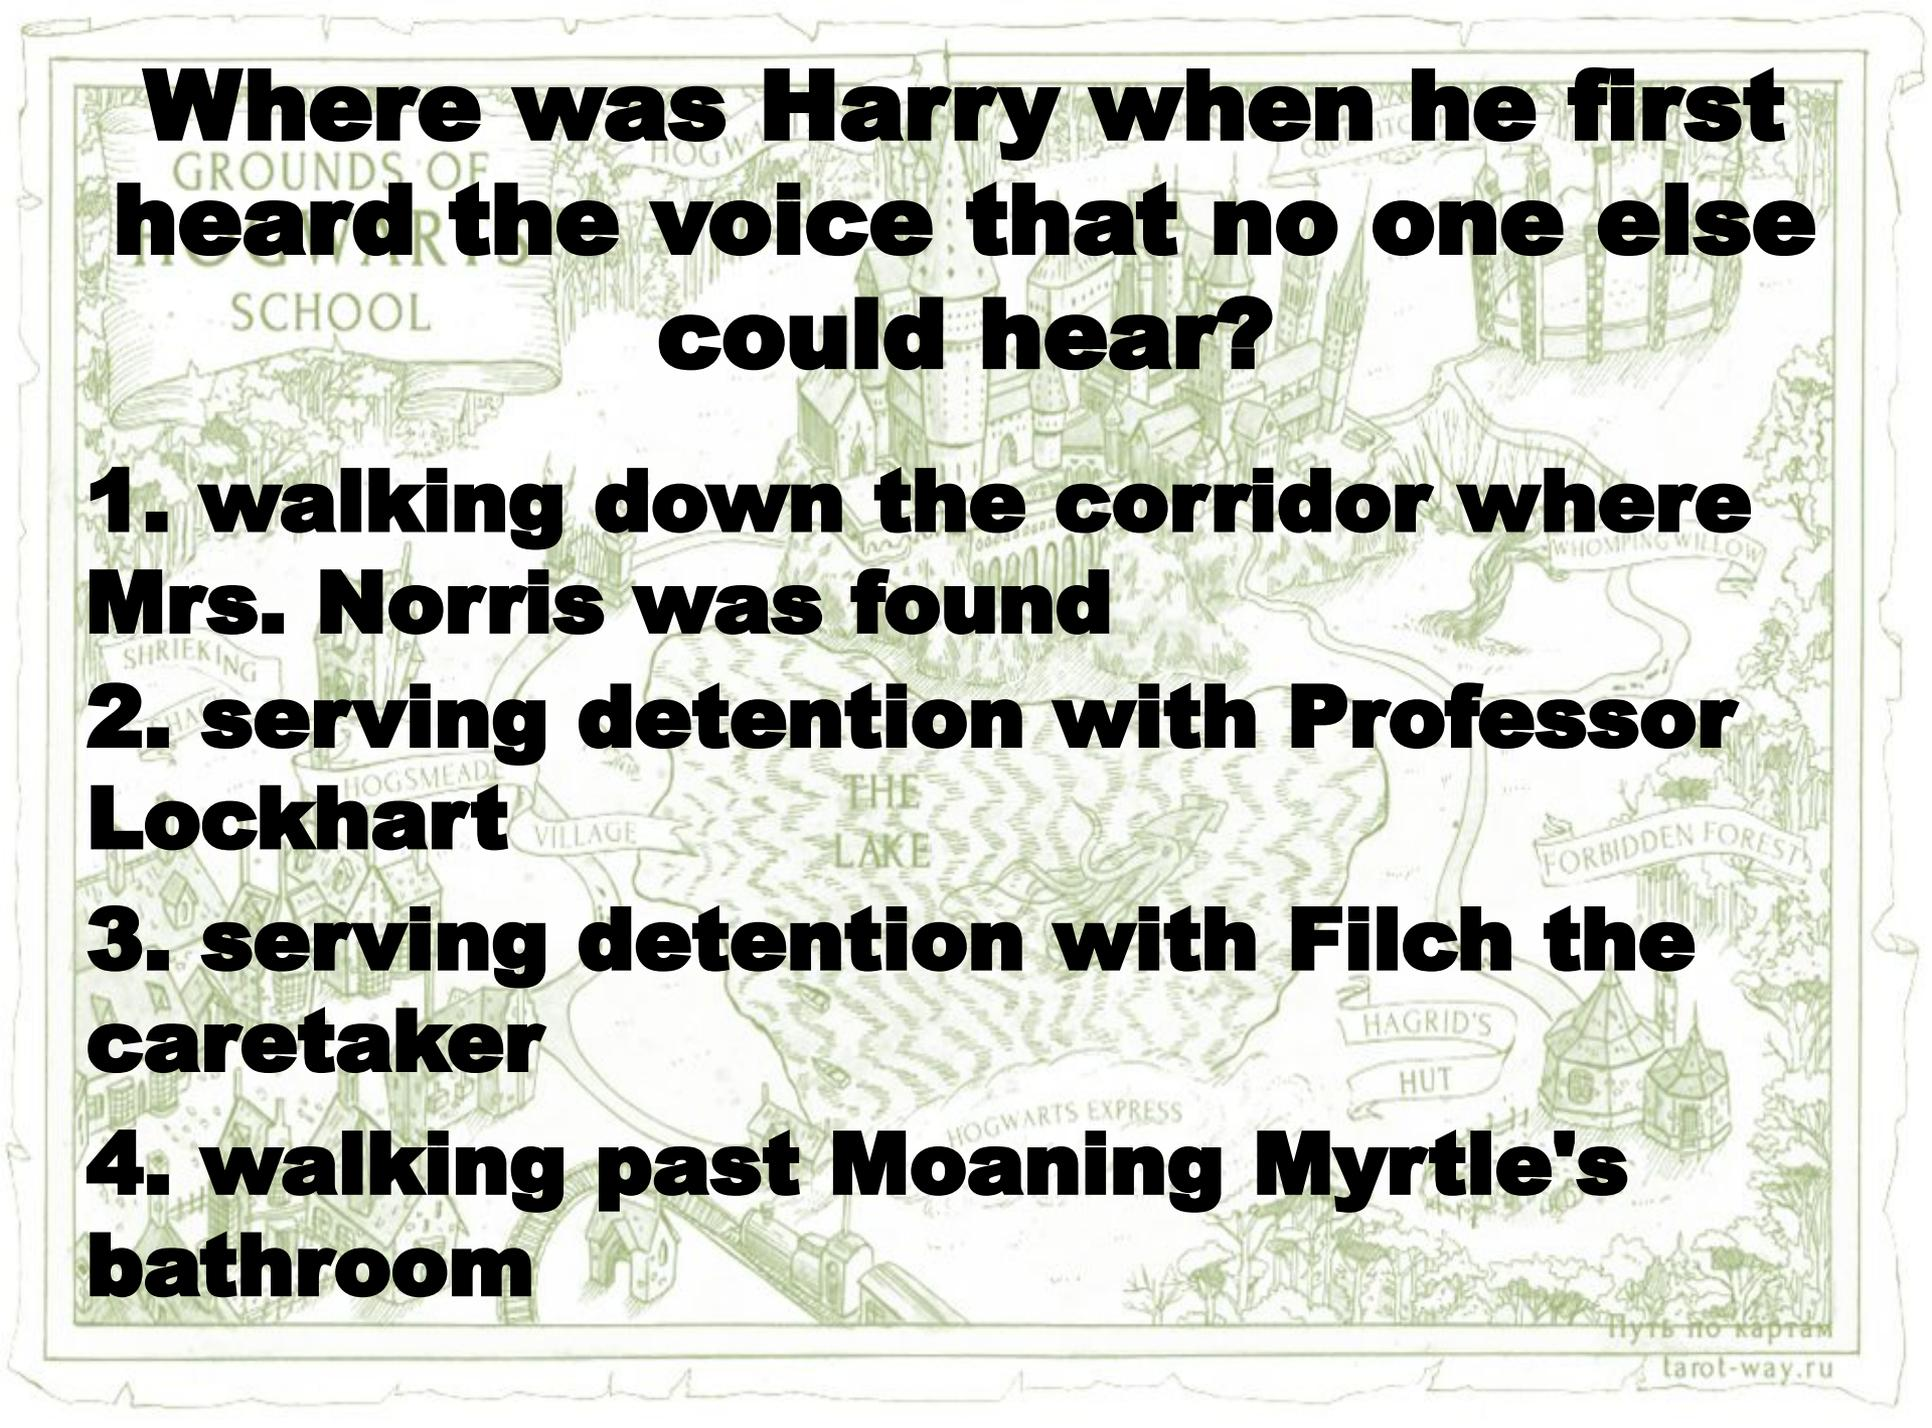 Where was Harry when he first
heard the voice that no one else
could hear?
1. walking down the corridor where
Mrs. Norris was found
2. serving detention with Professor
Lockhart
3. serving detention with Filch the
caretaker
4. walking past Moaning Myrtle's
bathroom
GROUNDS OF
HOGWARTS
SCHOOL
WHOMPING WILLOW
SHRIEKING
HOGSMEADE
VILLAGE
THE
LAKE
FORBIDDEN FOREST
HAGRID'S
HUT
HOGWARTS EXPRESS
Путь по картам
tarot-way.ru